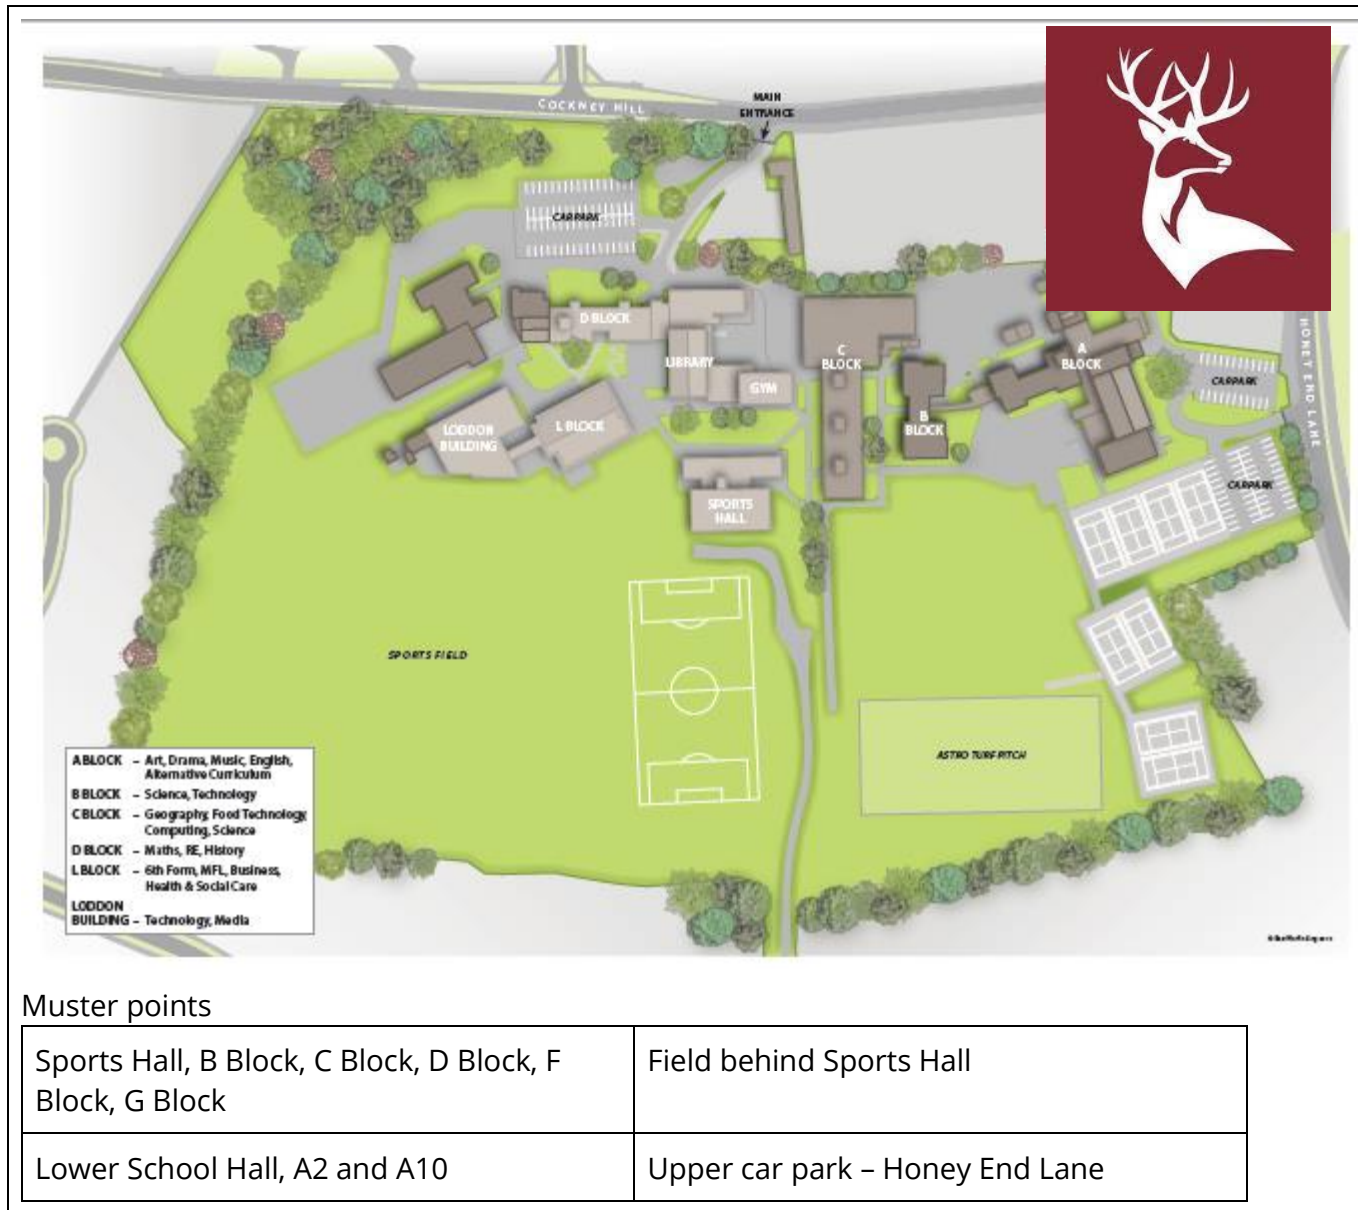 COCKNEY HILL
MAIN
ENTRANCE
CARPARK
D BLOCK
LIBRARY
GYM
C
BLOCK
B
BLOCK
A
BLOCK
CARPARK
HONEY END LANE
LODDON
BUILDING
L BLOCK
SPORTS
HALL
CARPARK
SPORTS FIELD
ASTRO TURF PITCH
A BLOCK – Art, Drama, Music, English,
Alternative Curriculum
B BLOCK – Science, Technology
C BLOCK – Geography, Food Technology,
Computing, Science
D BLOCK – Maths, RE, History
L BLOCK – 6th Form, MFL, Business,
Health & Social Care
LODDON
BUILDING – Technology, Media
Muster points
Sports Hall, B Block, C Block, D Block, F
Block, G Block
Field behind Sports Hall
Lower School Hall, A2 and A10
Upper car park – Honey End Lane